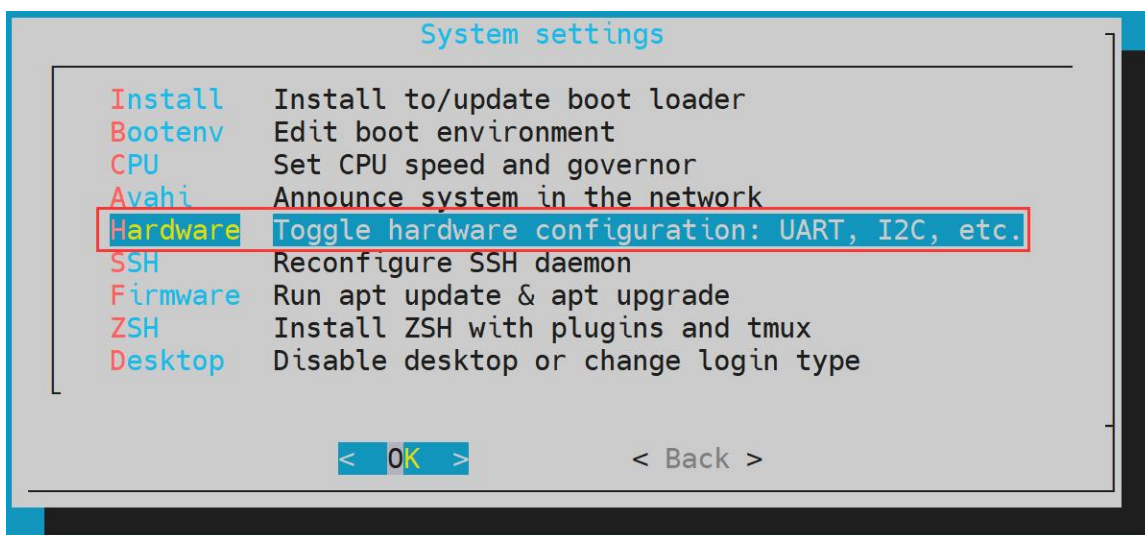 System settings
Install Install to/update boot loader
Bootenv Edit boot environment
CPU Set CPU speed and governor
Avahi Announce system in the network
Hardware Toggle hardware configuration: UART, I2C, etc.
SSH Reconfigure SSH daemon
Firmware Run apt update & apt upgrade
ZSH Install ZSH with plugins and tmux
Desktop Disable desktop or change login type
< OK > < Back >